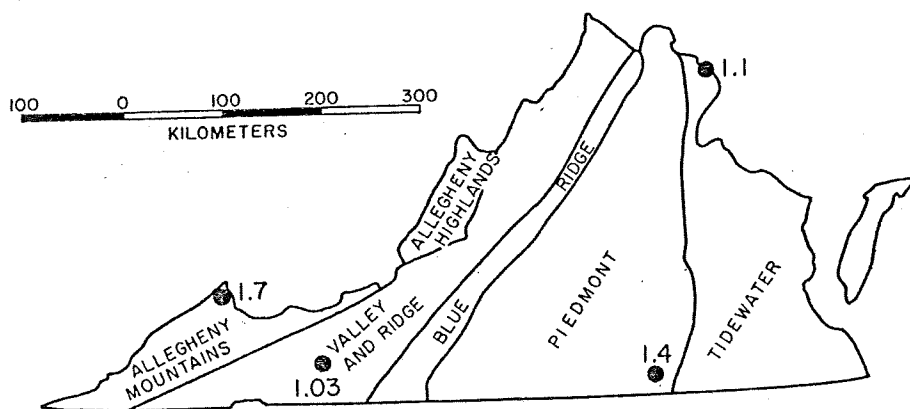 1.1
100 0 100 200 300
KILOMETERS
ALLEGHENY
HIGHLANDS
RIDGE
BLUE
1.7
ALLEGHENY
MOUNTAINS
VALLEY
AND RIDGE
1.03
PIEDMONT
1.4
TIDEWATER